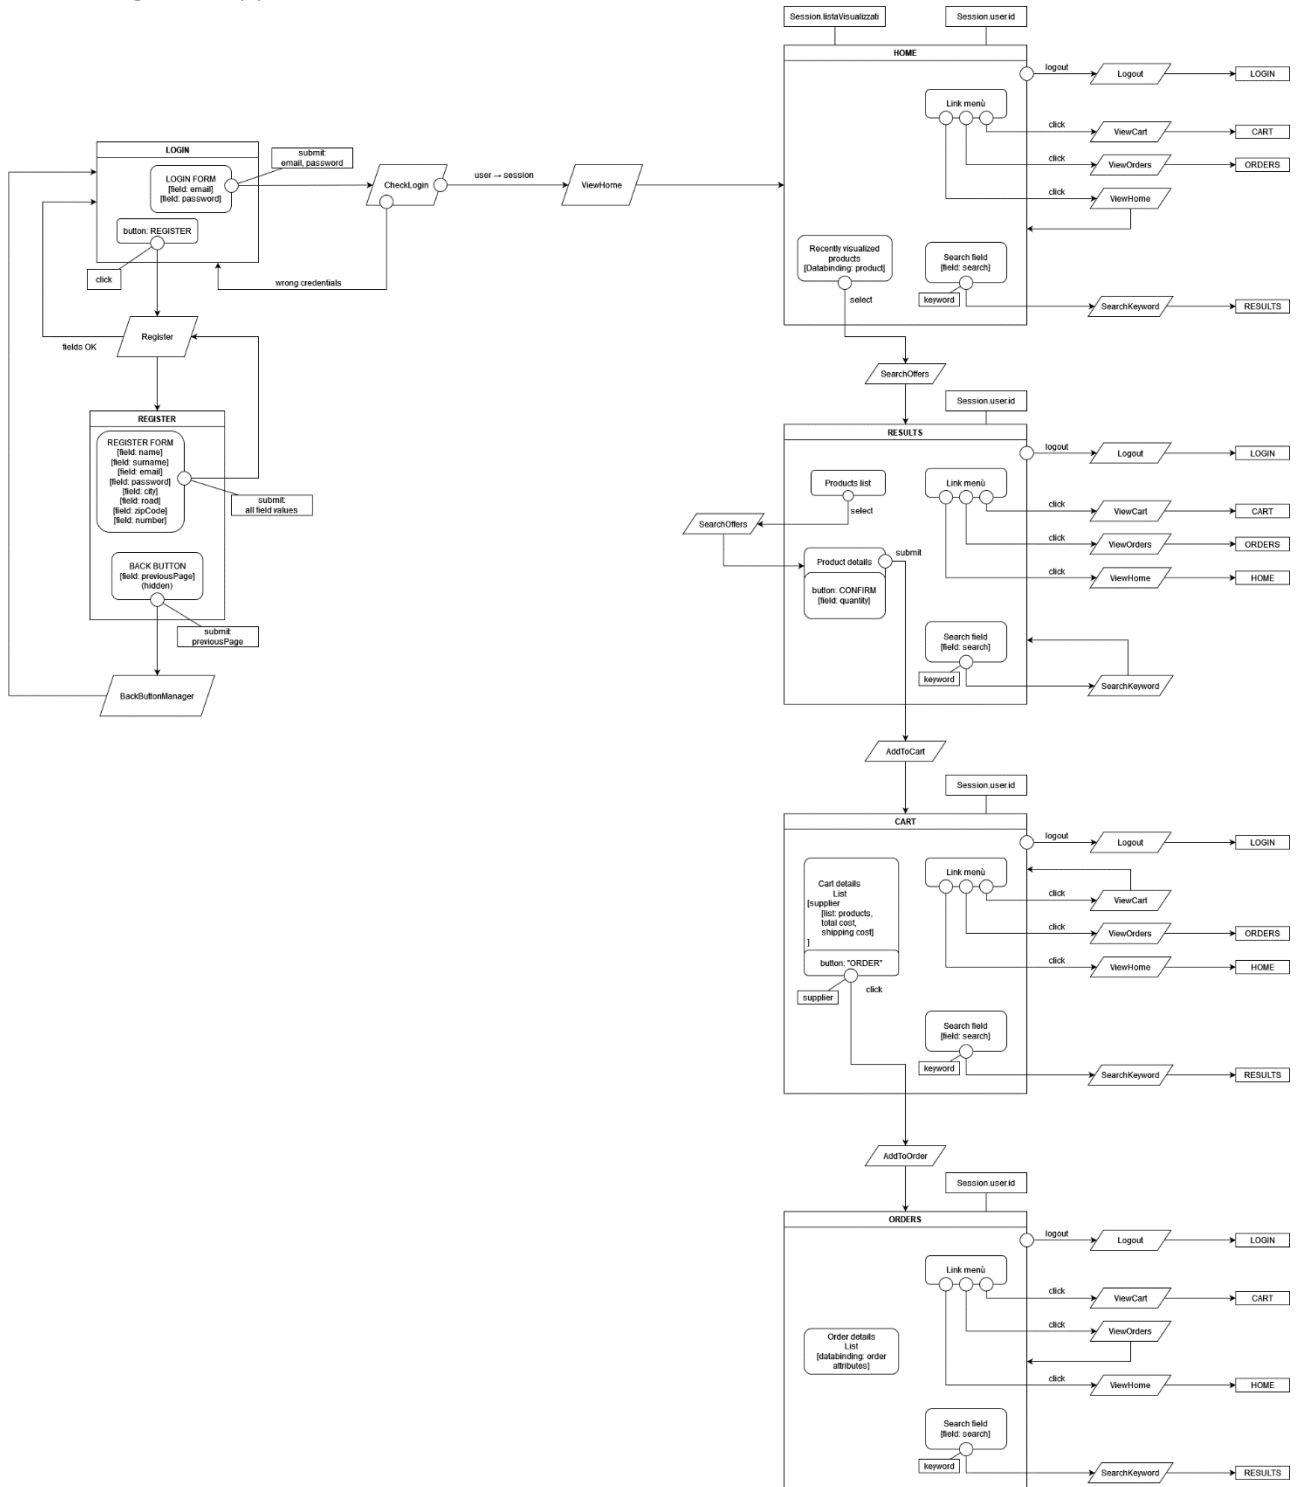 Session.listaVisualizzati
Session.user.id
HOME
logout
Logout
LOGIN
Link menù
click
ViewCart
CART
click
ViewOrders
ORDERS
click
ViewHome
Recently visualized
products
[Databinding: product]
select
Search field
[field: search]
keyword
SearchKeyword
RESULTS
LOGIN
submit:
email, password
LOGIN FORM
[field: email]
[field: password]
button: REGISTER
click
CheckLogin
user → session
ViewHome
wrong credentials
Register
fields OK
REGISTER
REGISTER FORM
[field: name]
[field: surname]
[field: email]
[field: password]
[field: city]
[field: road]
[field: zipCode]
[field: number]
submit:
all field values
BACK BUTTON
[field: previousPage]
(hidden)
submit:
previousPage
BackButtonManager
SearchOffers
Session.user.id
RESULTS
logout
Logout
LOGIN
Products list
select
SearchOffers
Link menù
click
ViewCart
CART
click
ViewOrders
ORDERS
click
ViewHome
HOME
Product details
submit
button: CONFIRM
[field: quantity]
Search field
[field: search]
keyword
SearchKeyword
AddToCart
Session.user.id
CART
logout
Logout
LOGIN
Cart details
List
[supplier
[list: products,
total cost,
shipping cost]
]
button: "ORDER"
click
supplier
Link menù
click
ViewCart
click
ViewOrders
ORDERS
click
ViewHome
HOME
Search field
[field: search]
keyword
SearchKeyword
RESULTS
AddToOrder
Session.user.id
ORDERS
logout
Logout
LOGIN
Link menù
click
ViewCart
CART
click
ViewOrders
click
ViewHome
HOME
Order details
List
[databinding: order
attributes]
Search field
[field: search]
keyword
SearchKeyword
RESULTS